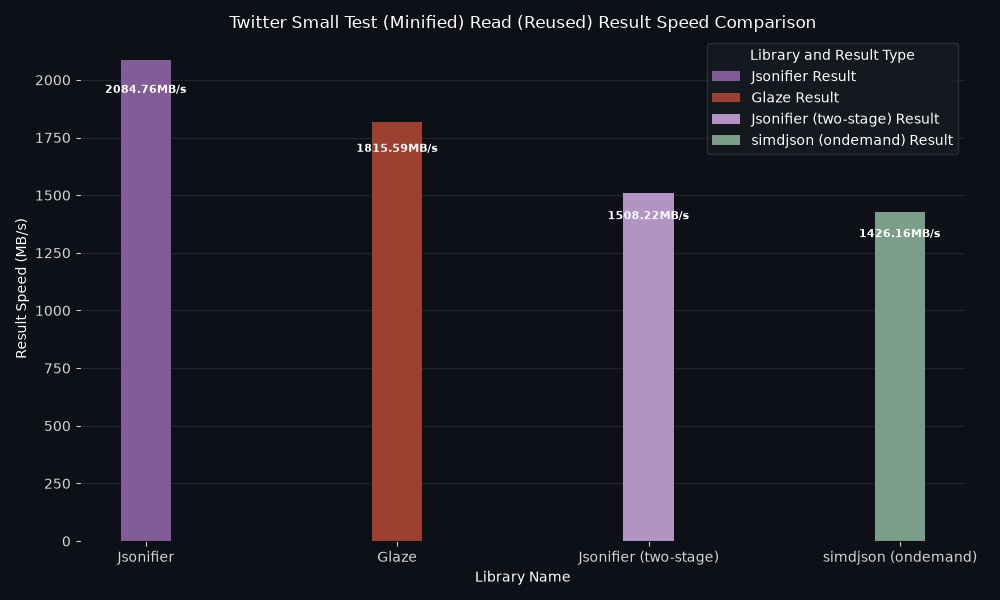 Twitter Small Test (Minified) Read (Reused) Result Speed Comparison
Library and Result Type
Jsonifier Result
Glaze Result
Jsonifier (two-stage) Result
simdjson (ondemand) Result
2084.76MB/s
1815.59MB/s
1508.22MB/s
1426.16MB/s
Result Speed (MB/s)
2000
1750
1500
1250
1000
750
500
250
0
Jsonifier
Glaze
Jsonifier (two-stage)
simdjson (ondemand)
Library Name